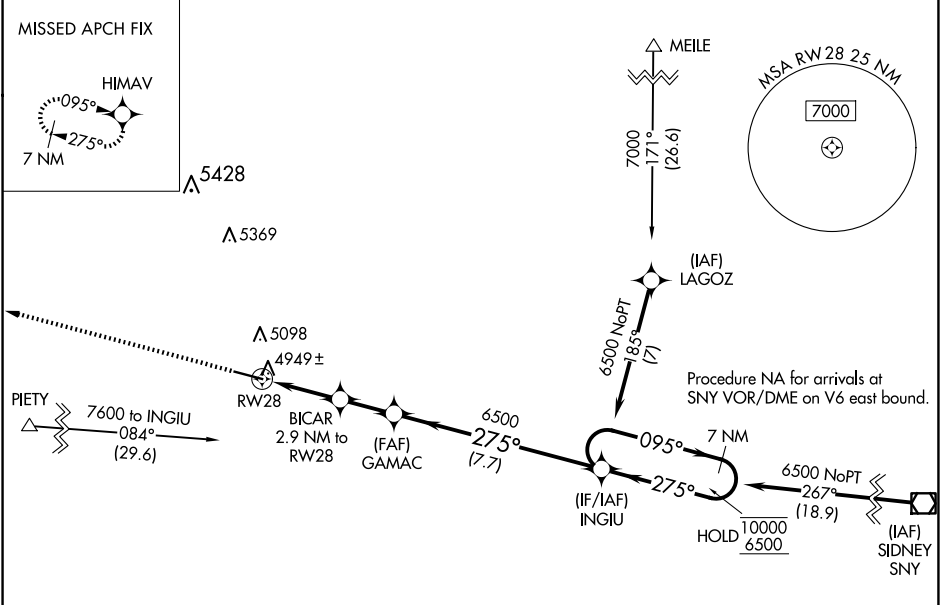 MISSED APCH FIX
HIMAV
095°
275°
7 NM
5428
5369
MEILE
7000
171°
(26.6)
MSA RW28 25 NM
7000
(IAF)
LAGOZ
6500 NoPT
185°
(7)
5098
4949±
RW28
PIETY
7600 to INGIU
084°
(29.6)
BICAR
2.9 NM to
RW28
(FAF)
GAMAC
6500
275°
(7.7)
Procedure NA for arrivals at
SNY VOR/DME on V6 east bound.
095°
7 NM
275°
(IF/IAF)
INGIU
HOLD
10000
6500
6500 NoPT
267°
(18.9)
(IAF)
SIDNEY
SNY